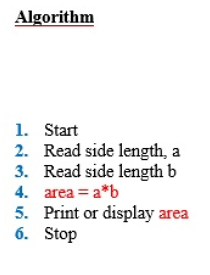 Algorithm
1. Start
2. Read side length, a
3. Read side length b
4. area = a*b
5. Print or display area
6. Stop